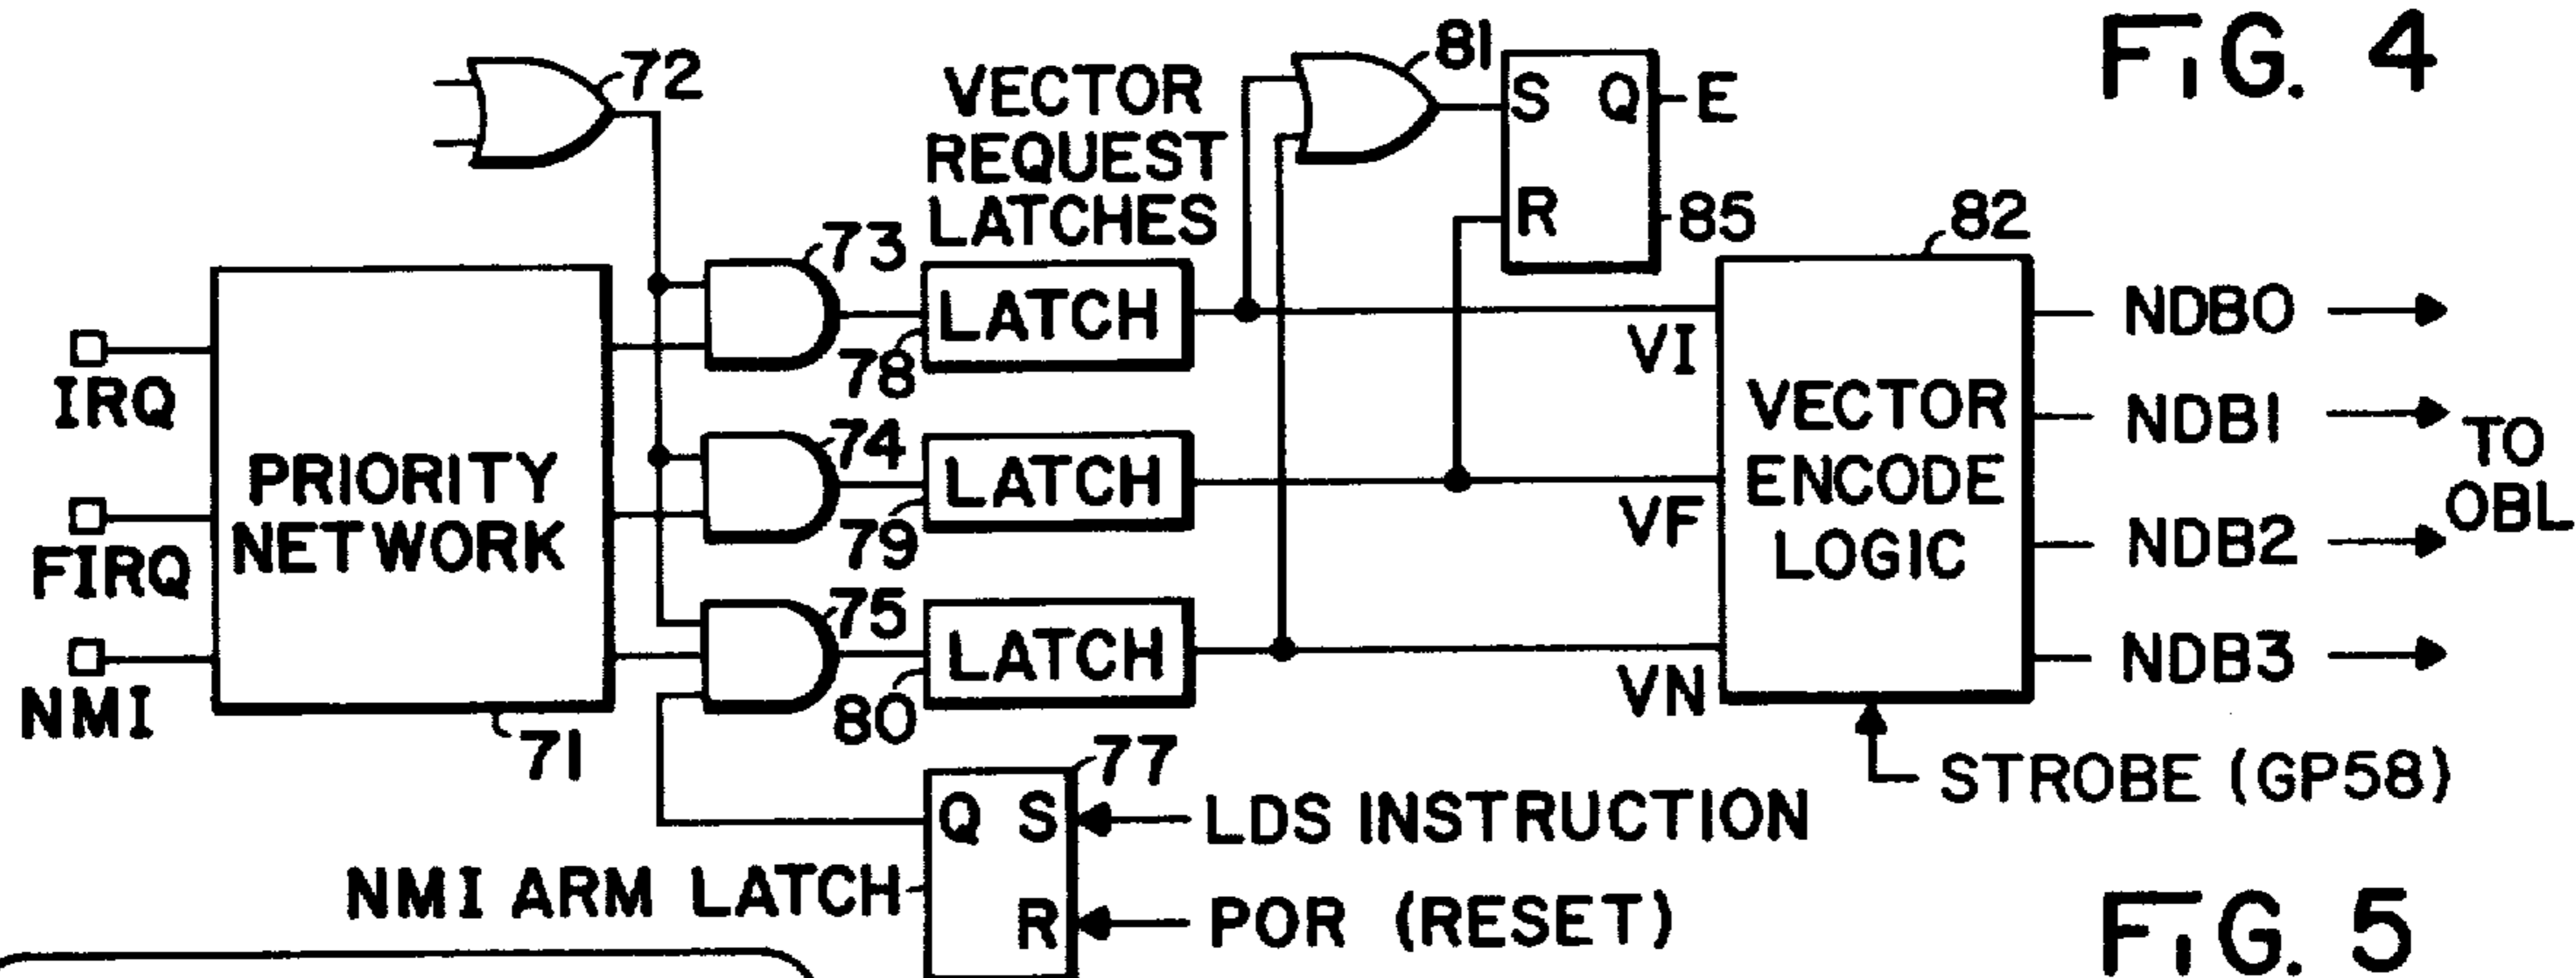 FIG. 4
72
81
VECTOR
REQUEST
LATCHES
S Q E
R
85
82
73
LATCH
78
VI
NDB0
IRQ
PRIORITY
NETWORK
74
LATCH
79
VF
VECTOR
ENCODE
LOGIC
NDB1
TO
OBL
FIRQ
NDB2
75
LATCH
80
VN
NDB3
NMI
71
77
STROBE (GP58)
Q S
LDS INSTRUCTION
NMI ARM LATCH
R
POR (RESET)
FIG. 5